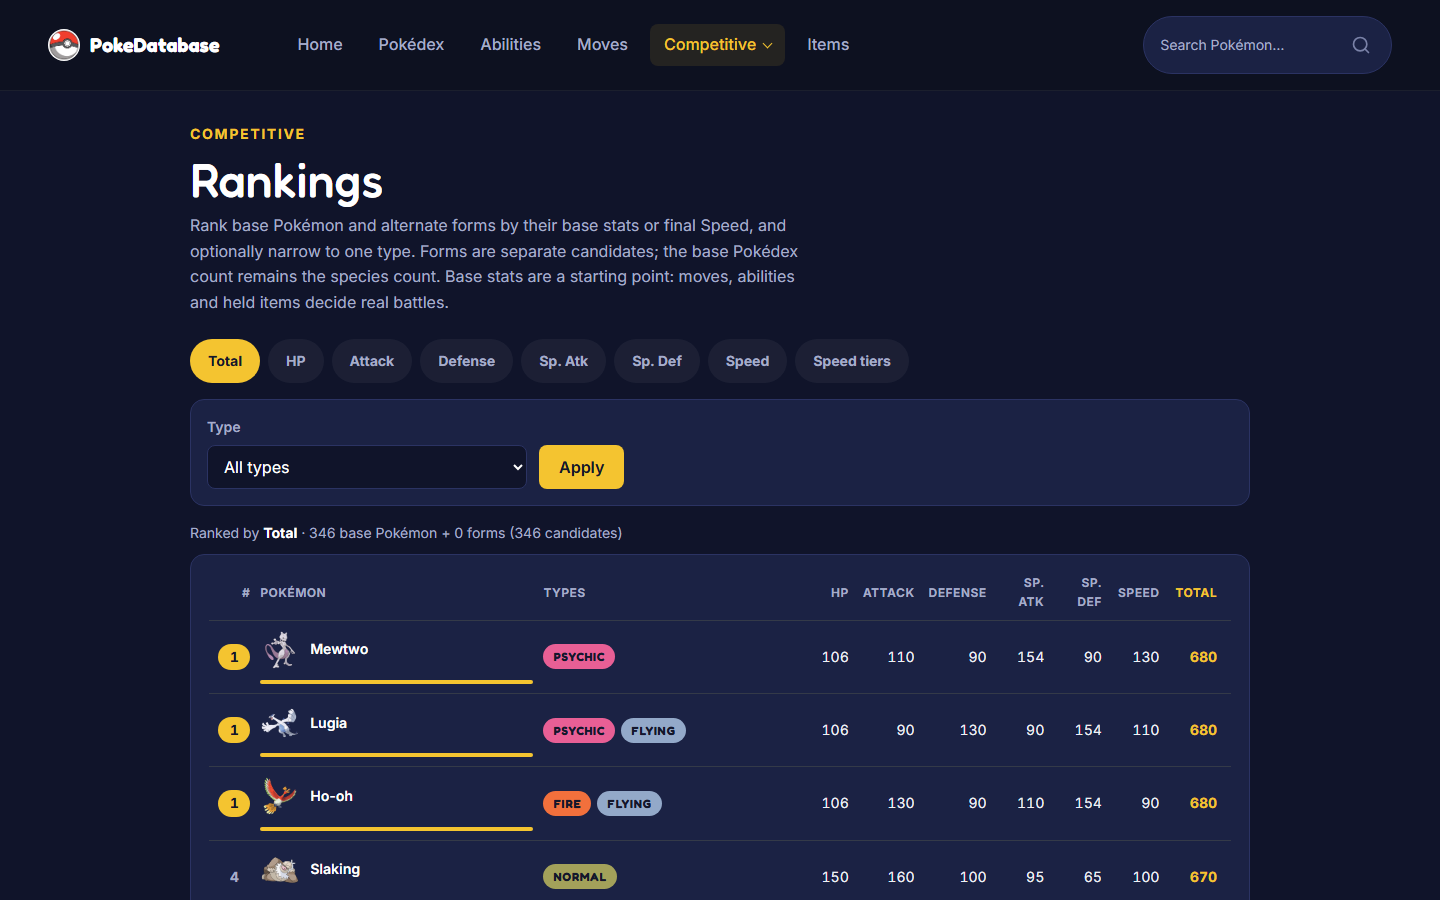 PokeDatabase
Home
Pokédex
Abilities
Moves
Competitive
Items
Search Pokémon...
COMPETITIVE
Rankings
Rank base Pokémon and alternate forms by their base stats or final Speed, and
optionally narrow to one type. Forms are separate candidates; the base Pokédex
count remains the species count. Base stats are a starting point: moves, abilities
and held items decide real battles.
Total
HP
Attack
Defense
Sp. Atk
Sp. Def
Speed
Speed tiers
Type
All types
Apply
Ranked by Total · 346 base Pokémon + 0 forms (346 candidates)
# POKÉMON TYPES HP ATTACK DEFENSE SP. ATK SP. DEF SPEED TOTAL
1 Mewtwo PSYCHIC 106 110 90 154 90 130 680
1 Lugia PSYCHIC FLYING 106 90 130 90 154 110 680
1 Ho-oh FIRE FLYING 106 130 90 110 154 90 680
4 Slaking NORMAL 150 160 100 95 65 100 670